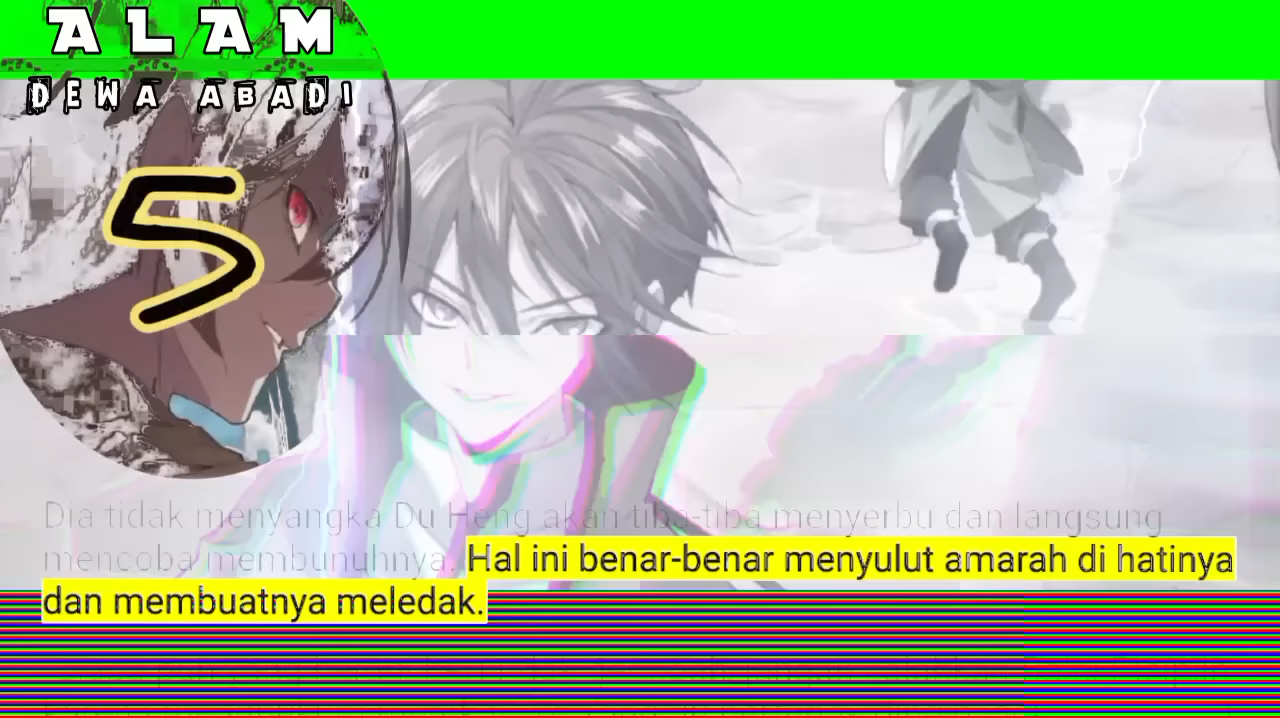 ALAM
DEWA ABADI
5
Dia tidak menyangka Du Heng akan tiba-tiba menyerbu dan langsung
mencoba membunuhnya. Hal ini benar-benar menyulut amarah di hatinya
dan membuatnya meledak.